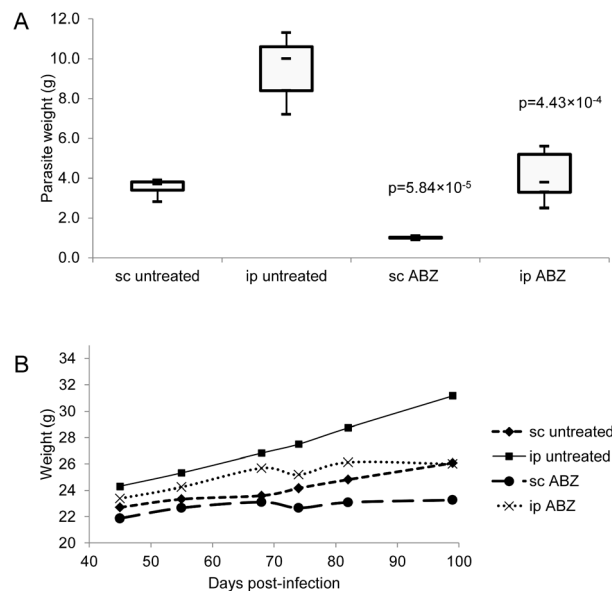 A
Parasite weight (g)
12.0
10.0
8.0
6.0
4.0
2.0
0.0
p=5.84×10-5
p=4.43×10-4
sc untreated
ip untreated
sc ABZ
ip ABZ
B
Weight (g)
34
32
30
28
26
24
22
20
40
50
60
70
80
90
100
Days post-infection
sc untreated
ip untreated
sc ABZ
ip ABZ